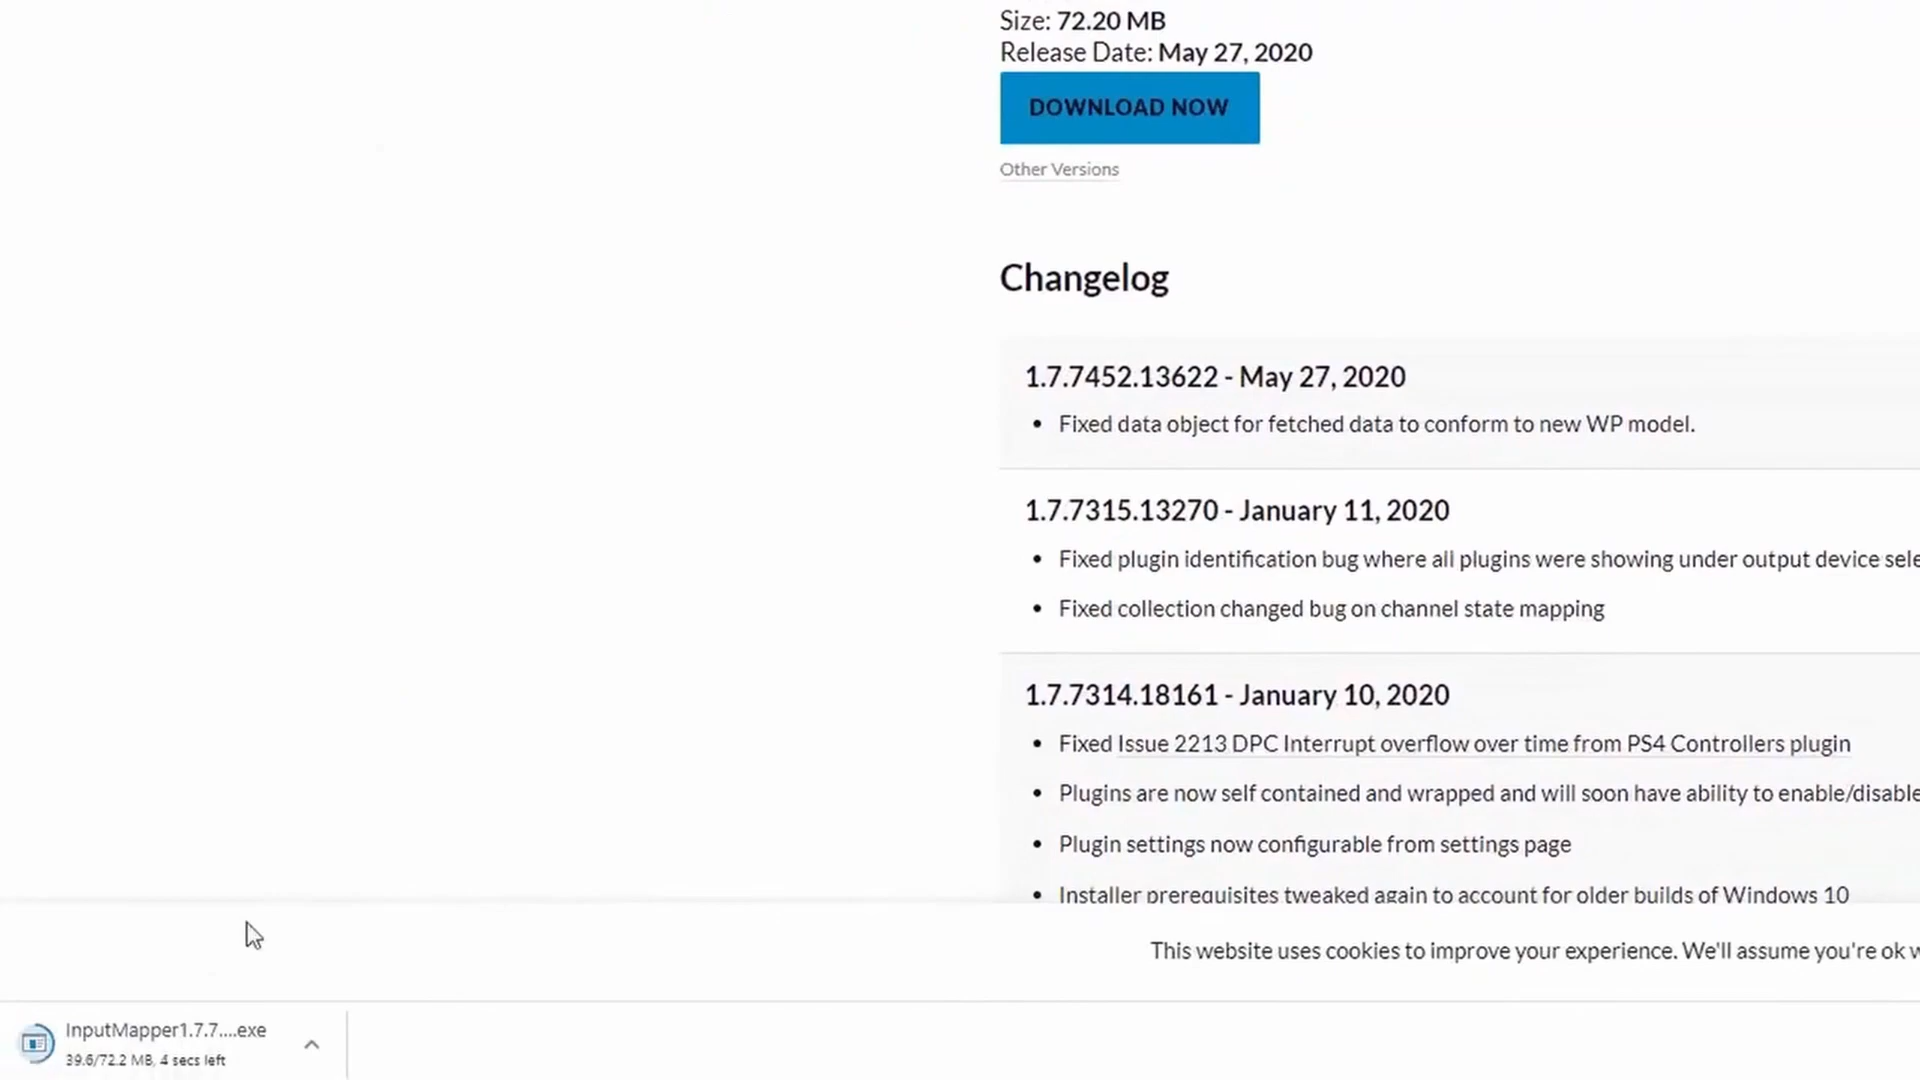 Size: 72.20 MB
Release Date: May 27, 2020
DOWNLOAD NOW
Other Versions
Changelog
1.7.7452.13622 - May 27, 2020
• Fixed data object for fetched data to conform to new WP model.
1.7.7315.13270 - January 11, 2020
• Fixed plugin identification bug where all plugins were showing under output device sele
• Fixed collection changed bug on channel state mapping
1.7.7314.18161 - January 10, 2020
• Fixed Issue 2213 DPC Interrupt overflow over time from PS4 Controllers plugin
• Plugins are now self contained and wrapped and will soon have ability to enable/disable
• Plugin settings now configurable from settings page
• Installer prerequisites tweaked again to account for older builds of Windows 10
This website uses cookies to improve your experience. We'll assume you're ok w
InputMapper1.7.7....exe
39.6/72.2 MB, 4 secs left